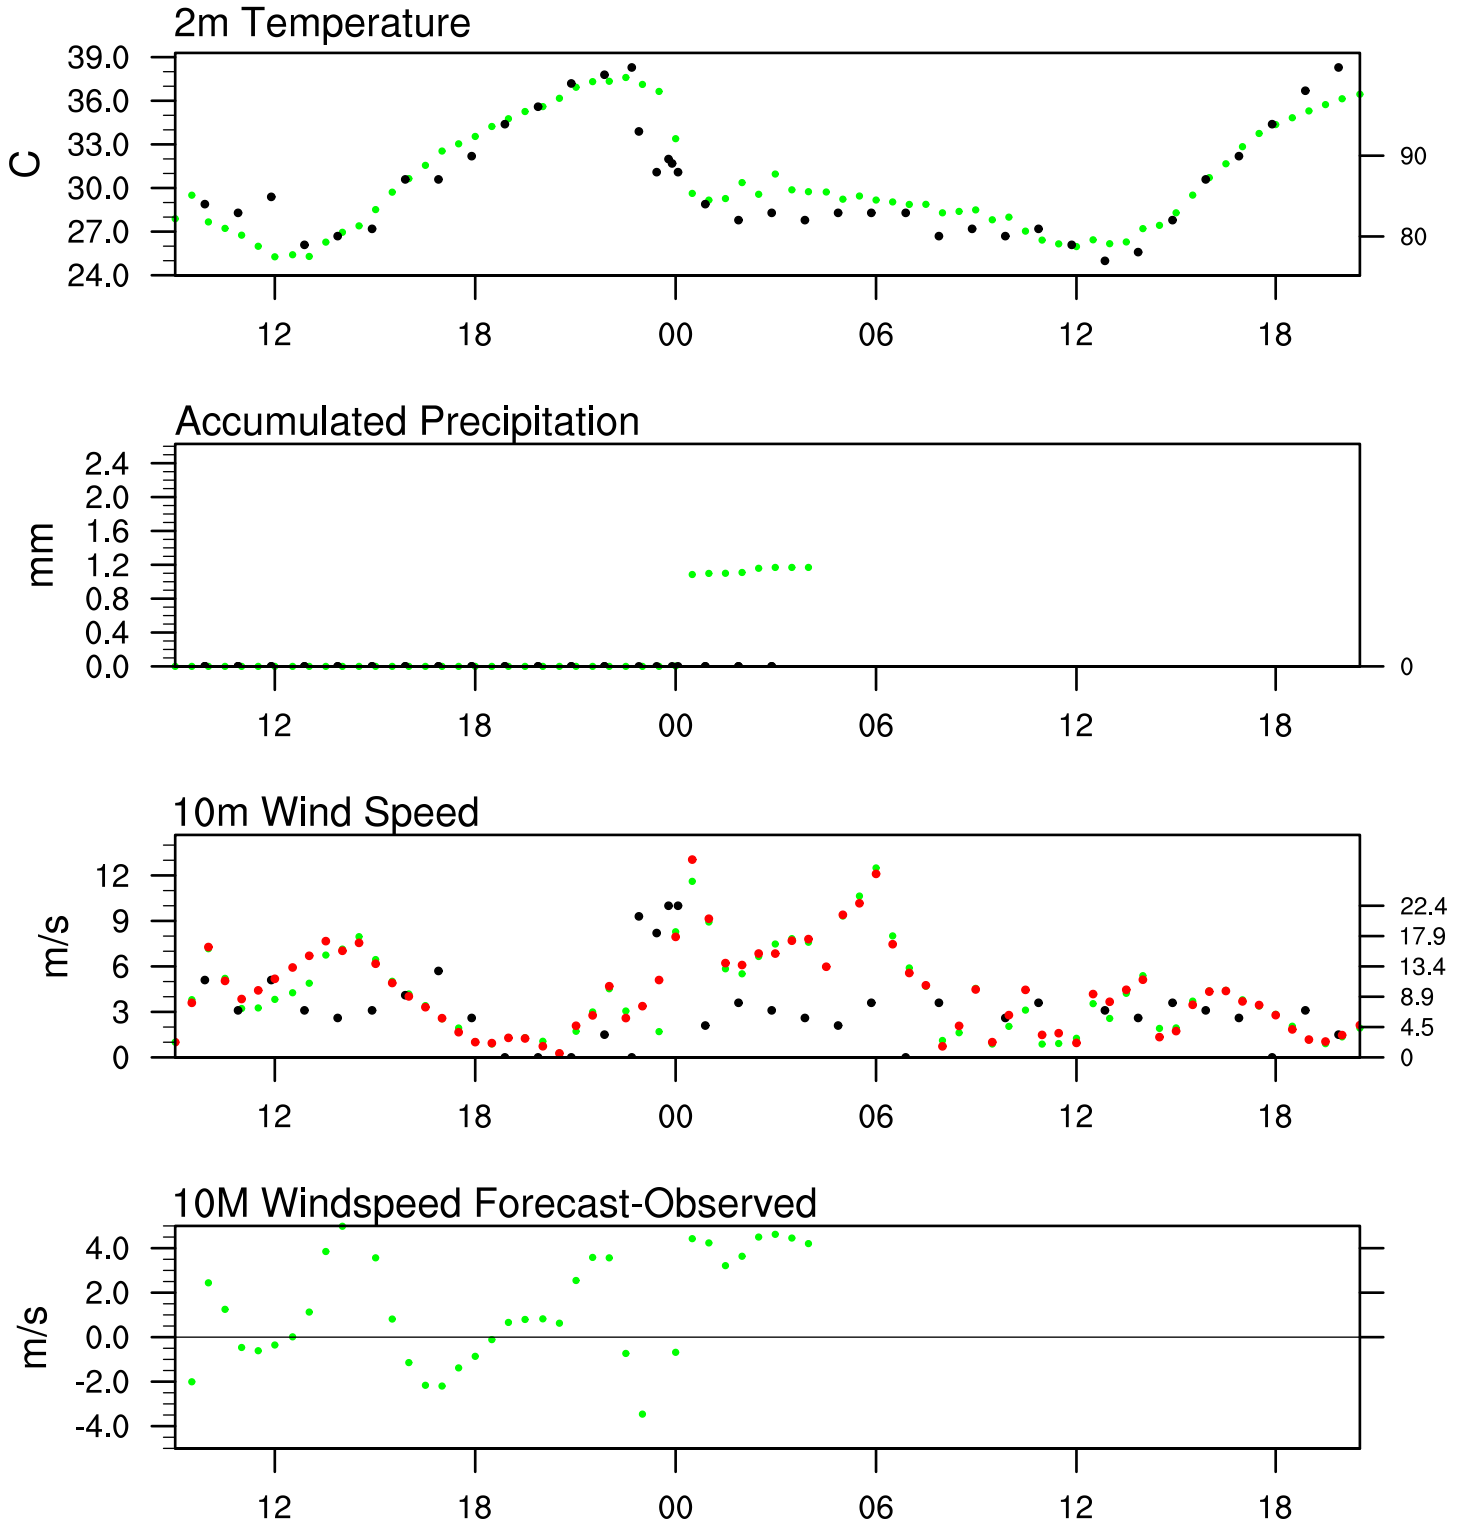 2m Temperature
39.0
36.0
33.0
30.0
27.0
24.0
C
90
80
12 18 00 06 12 18
Accumulated Precipitation
2.4
2.0
1.6
1.2
0.8
0.4
0.0
mm
0
12 18 00 06 12 18
10m Wind Speed
12
9
6
3
0
m/s
22.4
17.9
13.4
8.9
4.5
0
12 18 00 06 12 18
10M Windspeed Forecast-Observed
4.0
2.0
0.0
-2.0
-4.0
m/s
12 18 00 06 12 18